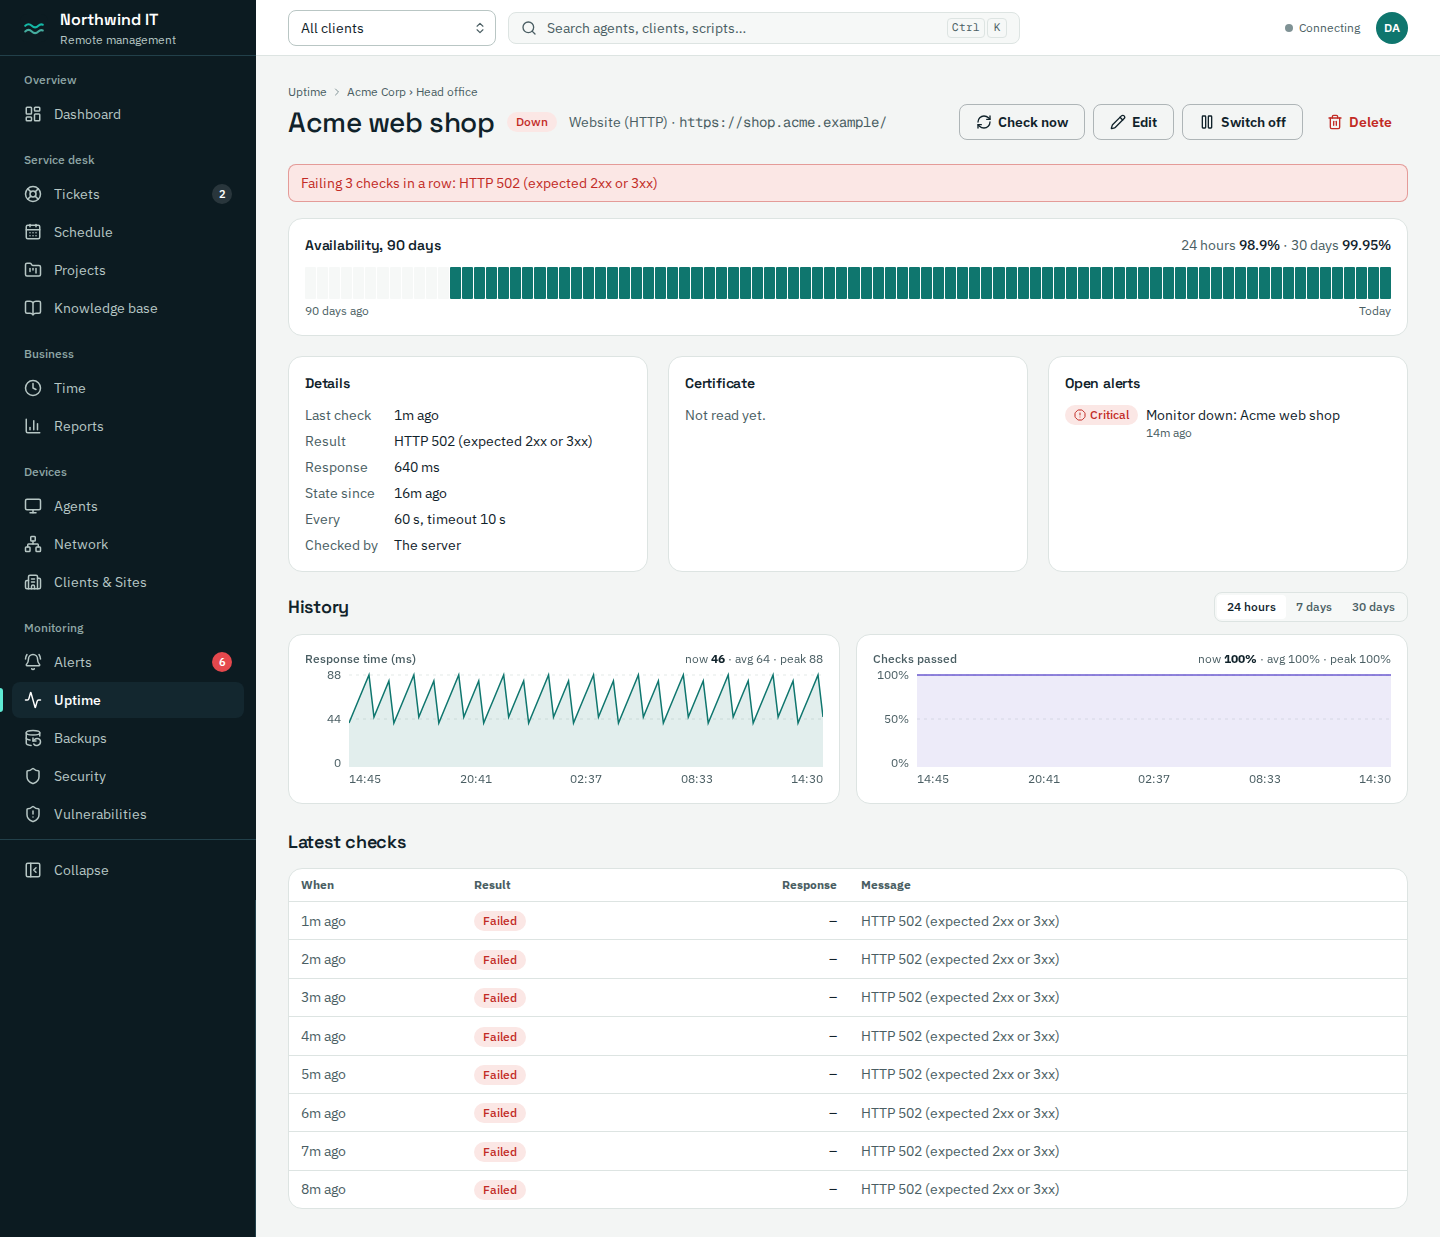 Northwind IT
Remote management
All clients
Search agents, clients, scripts...
Ctrl K
Connecting
DA
Overview
Dashboard
Service desk
Tickets 2
Schedule
Projects
Knowledge base
Business
Time
Reports
Devices
Agents
Network
Clients & Sites
Monitoring
Alerts 6
Uptime
Backups
Security
Vulnerabilities
Collapse
Uptime > Acme Corp › Head office
Acme web shop Down Website (HTTP) · https://shop.acme.example/
Check now
Edit
Switch off
Delete
Failing 3 checks in a row: HTTP 502 (expected 2xx or 3xx)
Availability, 90 days
24 hours 98.9% · 30 days 99.95%
90 days ago
Today
Details
Last check 1m ago
Result HTTP 502 (expected 2xx or 3xx)
Response 640 ms
State since 16m ago
Every 60 s, timeout 10 s
Checked by The server
Certificate
Not read yet.
Open alerts
Critical Monitor down: Acme web shop
14m ago
History
24 hours 7 days 30 days
Response time (ms)
now 46 · avg 64 · peak 88
88
44
0
14:45 20:41 02:37 08:33 14:30
Checks passed
now 100% · avg 100% · peak 100%
100%
50%
0%
14:45 20:41 02:37 08:33 14:30
Latest checks
When Result Response Message
1m ago Failed – HTTP 502 (expected 2xx or 3xx)
2m ago Failed – HTTP 502 (expected 2xx or 3xx)
3m ago Failed – HTTP 502 (expected 2xx or 3xx)
4m ago Failed – HTTP 502 (expected 2xx or 3xx)
5m ago Failed – HTTP 502 (expected 2xx or 3xx)
6m ago Failed – HTTP 502 (expected 2xx or 3xx)
7m ago Failed – HTTP 502 (expected 2xx or 3xx)
8m ago Failed – HTTP 502 (expected 2xx or 3xx)